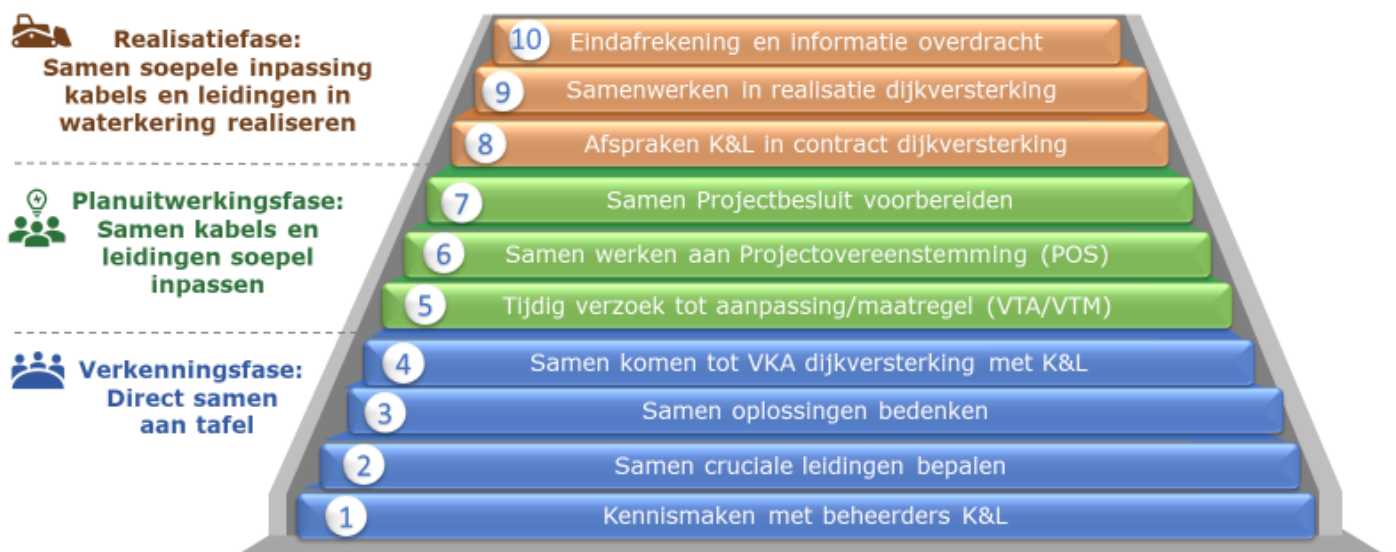 Realisatiefase:
Samen soepele inpassing
kabels en leidingen in
waterkering realiseren
10 Eindafrekening en informatie overdracht
9 Samenwerken in realisatie dijkversterking
8 Afspraken K&L in contract dijkversterking
Planuitwerkingsfase:
Samen kabels en
leidingen soepel
inpassen
7 Samen Projectbesluit voorbereiden
6 Samen werken aan Projectovereenstemming (POS)
5 Tijdig verzoek tot aanpassing/maatregel (VTA/VTM)
Verkenningsfase:
Direct samen
aan tafel
4 Samen komen tot VKA dijkversterking met K&L
3 Samen oplossingen bedenken
2 Samen cruciale leidingen bepalen
1 Kennismaken met beheerders K&L